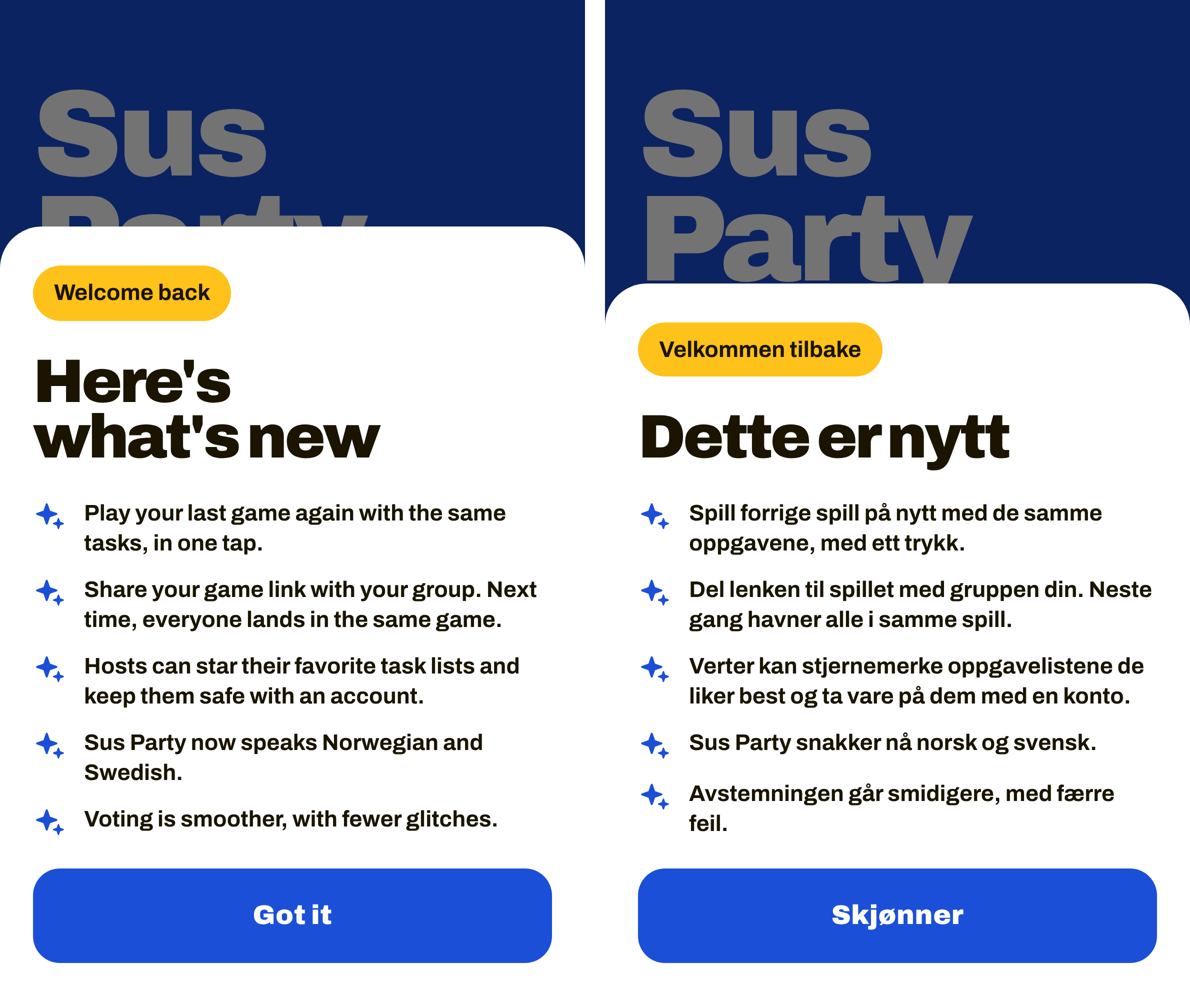 Sus
Party
Welcome back
Here's
what's new
Play your last game again with the same
tasks, in one tap.
Share your game link with your group. Next
time, everyone lands in the same game.
Hosts can star their favorite task lists and
keep them safe with an account.
Sus Party now speaks Norwegian and
Swedish.
Voting is smoother, with fewer glitches.
Got it
Sus
Party
Velkommen tilbake
Dette er nytt
Spill forrige spill på nytt med de samme
oppgavene, med ett trykk.
Del lenken til spillet med gruppen din. Neste
gang havner alle i samme spill.
Verter kan stjernemerke oppgavelistene de
liker best og ta vare på dem med en konto.
Sus Party snakker nå norsk og svensk.
Avstemningen går smidigere, med færre
feil.
Skjønner